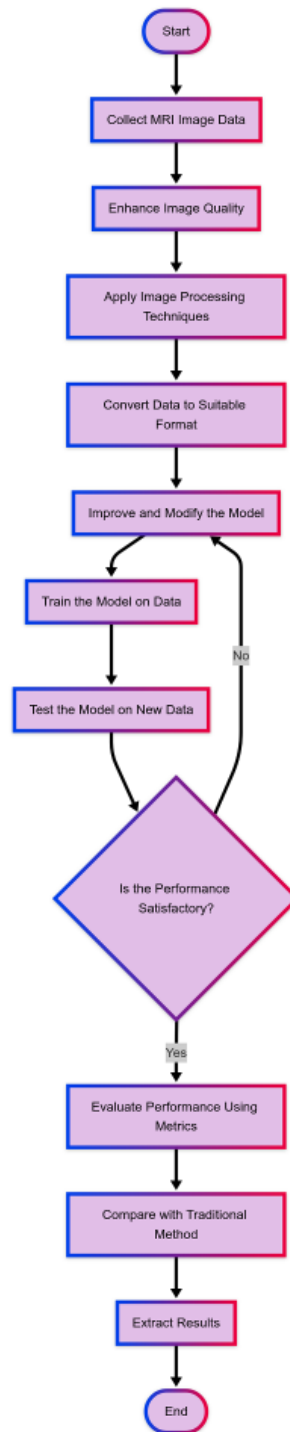 Start
Collect MRI Image Data
Enhance Image Quality
Apply Image Processing
Techniques
Convert Data to Suitable
Format
Improve and Modify the Model
Train the Model on Data
No
Test the Model on New Data
Is the Performance
Satisfactory?
Yes
Evaluate Performance Using
Metrics
Compare with Traditional
Method
Extract Results
End